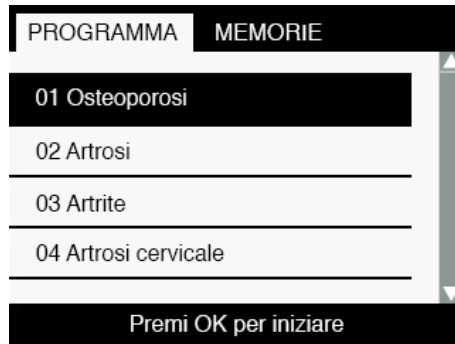 PROGRAMMA MEMORIE
01 Osteoporosi
02 Artrosi
03 Artrite
04 Artrosi cervicale
Premi OK per iniziare